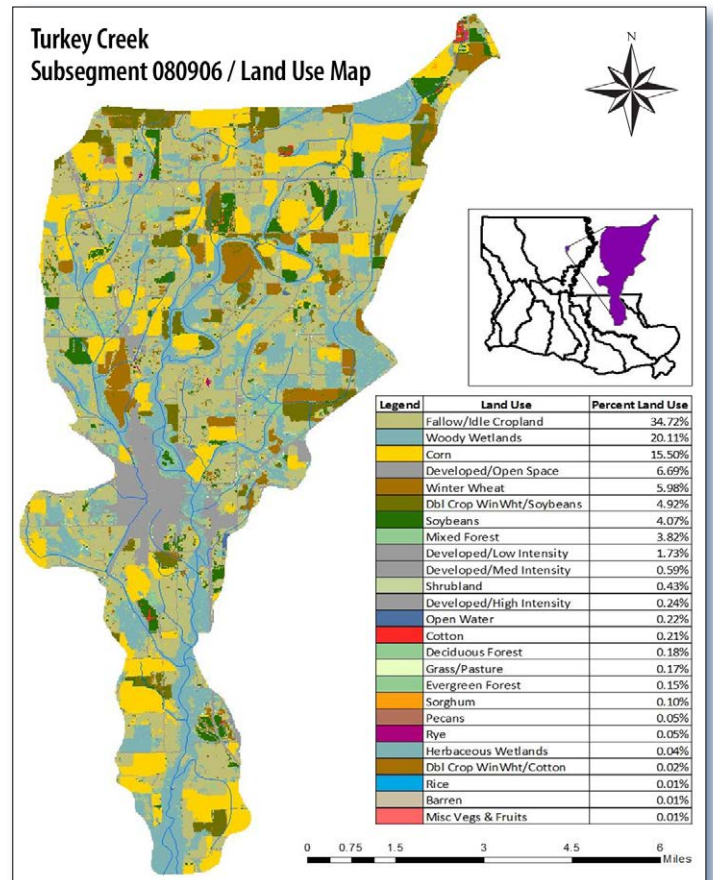 Turkey Creek
Subsegment 080906 / Land Use Map
N
Legend Land Use Percent Land Use
Fallow/Idle Cropland 34.72%
Woody Wetlands 20.11%
Corn 15.50%
Developed/Open Space 6.69%
Winter Wheat 5.98%
Dbl Crop WinWht/Soybeans 4.92%
Soybeans 4.07%
Mixed Forest 3.82%
Developed/Low Intensity 1.73%
Developed/Med Intensity 0.59%
Shrubland 0.43%
Developed/High Intensity 0.24%
Open Water 0.22%
Cotton 0.21%
Deciduous Forest 0.18%
Grass/Pasture 0.17%
Evergreen Forest 0.15%
Sorghum 0.10%
Pecans 0.05%
Rye 0.05%
Herbaceous Wetlands 0.04%
Dbl Crop WinWht/Cotton 0.02%
Rice 0.01%
Barren 0.01%
Misc Vegs & Fruits 0.01%
0 0.75 1.5 3 4.5 6
Miles